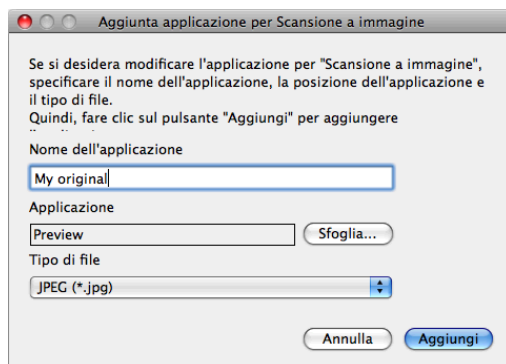 Aggiunta applicazione per Scansione a immagine
Se si desidera modificare l'applicazione per "Scansione a immagine",
specificare il nome dell'applicazione, la posizione dell'applicazione e
il tipo di file.
Quindi, fare clic sul pulsante "Aggiungi" per aggiungere
Nome dell'applicazione
My original
Applicazione
Preview
Sfoglia...
Tipo di file
JPEG (*.jpg)
Annulla
Aggiungi